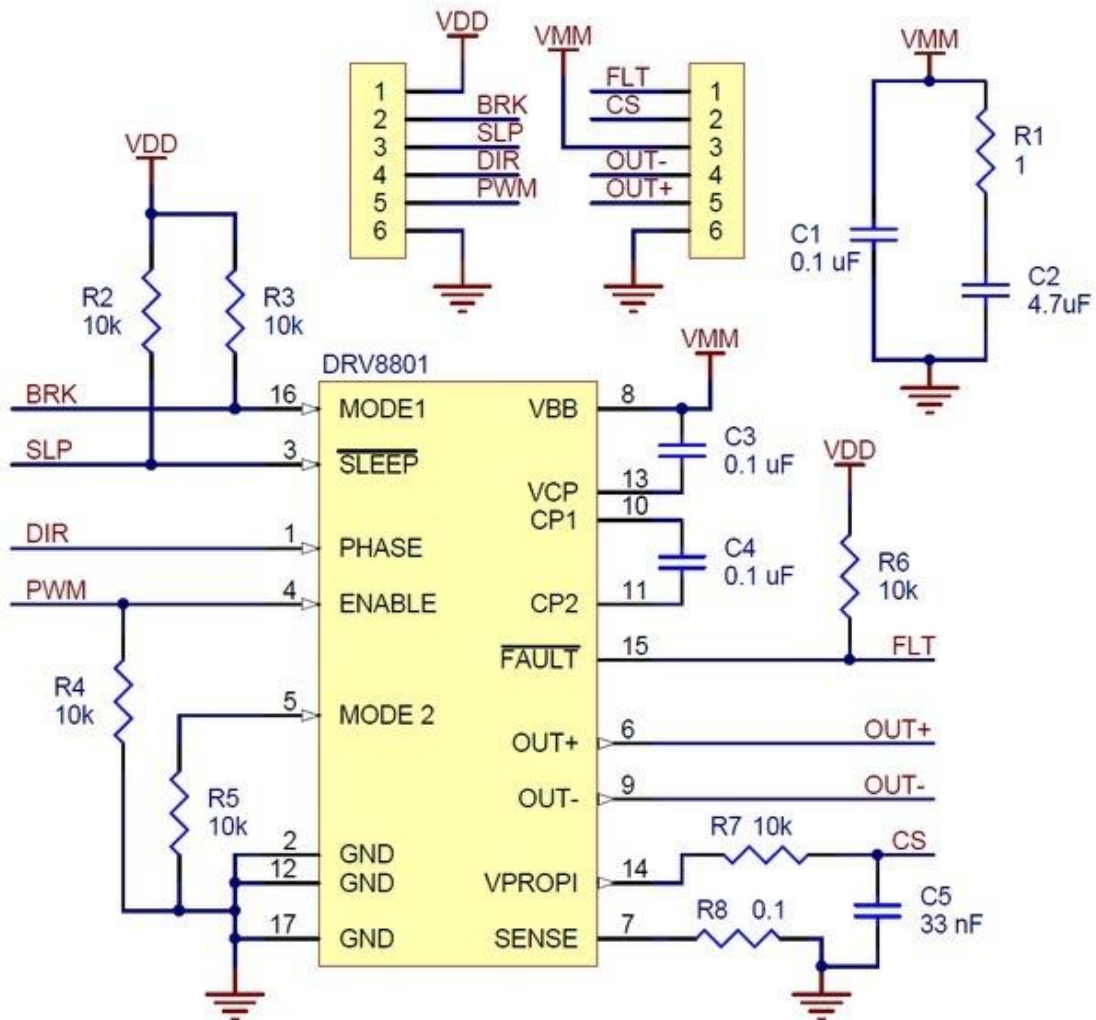 VDD
VMM
VMM
1
2 BRK
3 SLP
4 DIR
5 PWM
6
FLT 1
CS 2
3
OUT- 4
OUT+ 5
6
R1
1
C1
0.1 uF
C2
4.7uF
VDD
R2
10k
R3
10k
DRV8801
BRK 16 MODE1
SLP 3 SLEEP
DIR 1 PHASE
PWM 4 ENABLE
R4
10k
5 MODE 2
R5
10k
2 GND
12 GND
17 GND
VMM
VBB 8
C3
0.1 uF
VCP 13
CP1 10
C4
0.1 uF
CP2 11
VDD
R6
10k
FAULT 15 FLT
OUT+ 6 OUT+
OUT- 9 OUT-
R7 10k CS
VPROPI 14
C5
33 nF
R8 0.1
SENSE 7